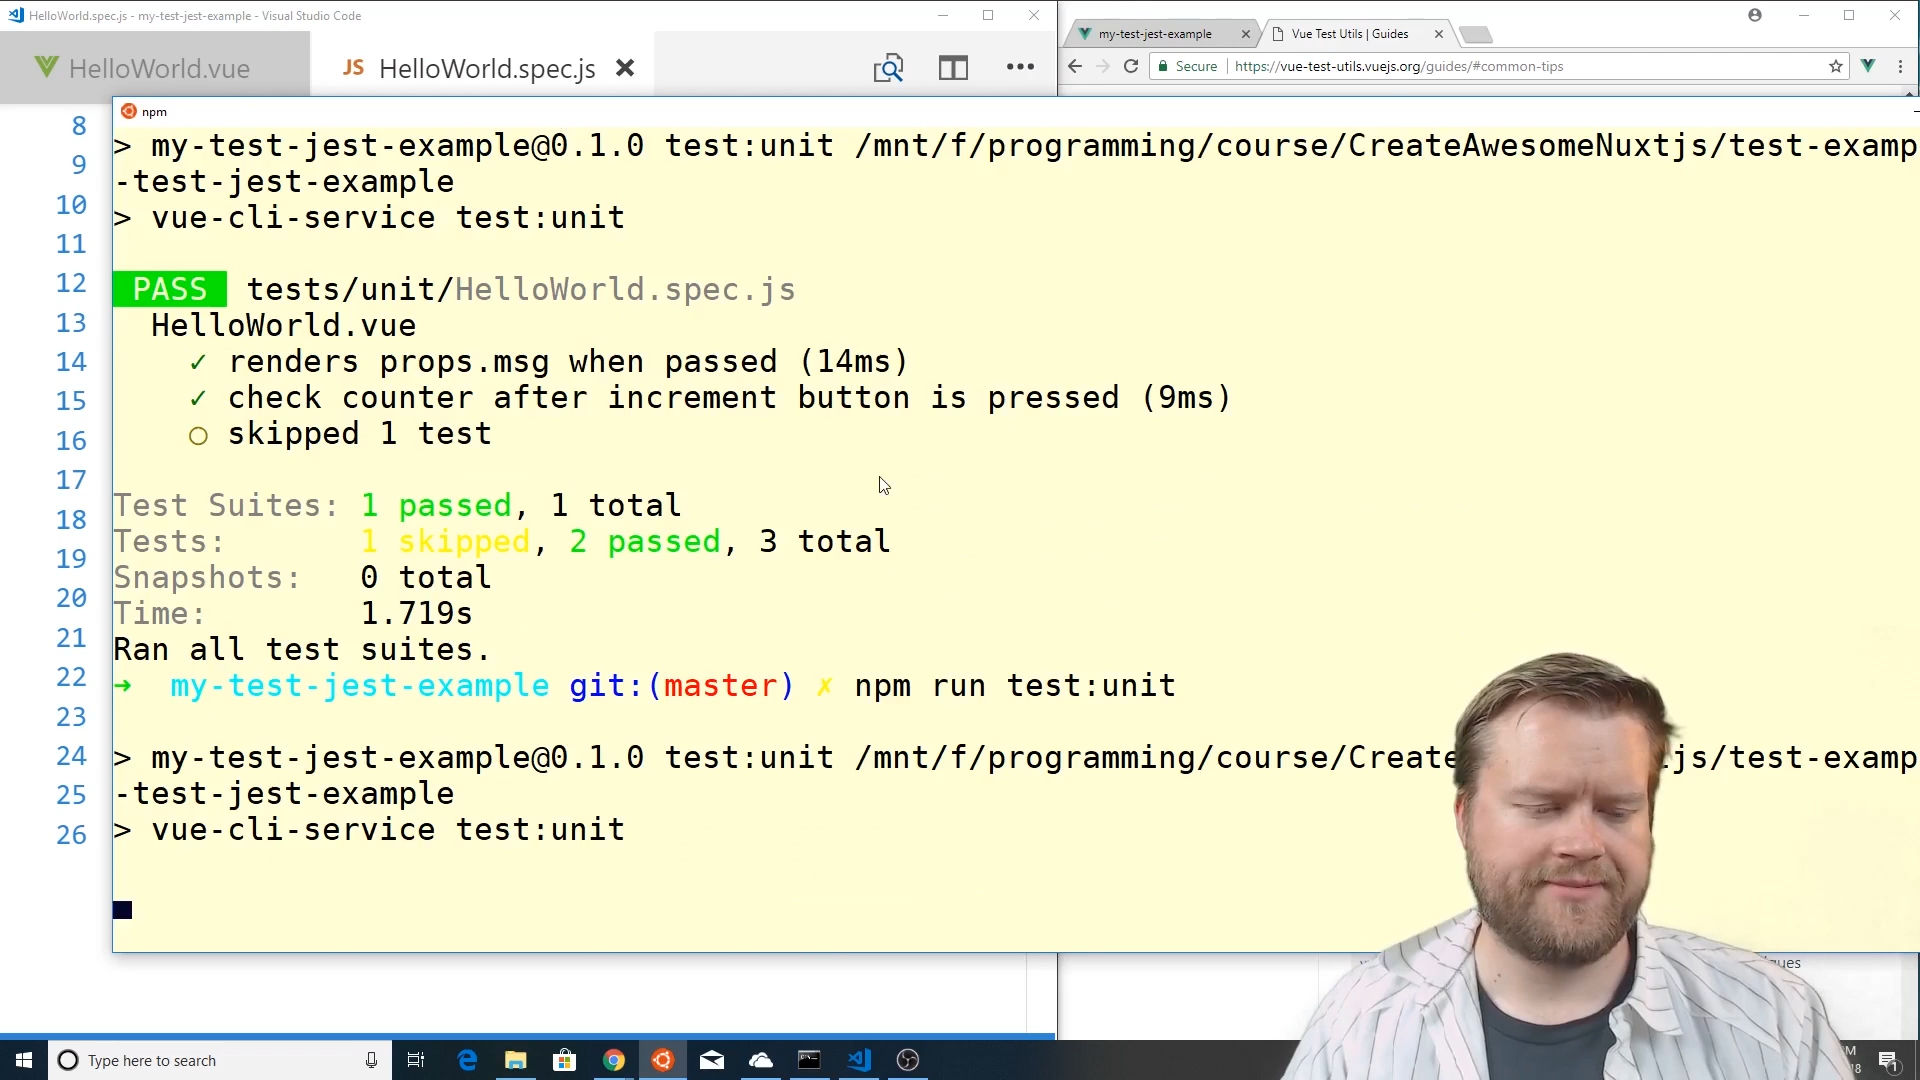 HelloWorld.spec.js - my-test-jest-example - Visual Studio Code
HelloWorld.vue
JS HelloWorld.spec.js
my-test-jest-example
Vue Test Utils | Guides
Secure
https://vue-test-utils.vuejs.org/guides/#common-tips
npm
8
9
10
11
12
13
14
15
16
17
18
19
20
21
22
23
24
25
26
> my-test-jest-example@0.1.0 test:unit /mnt/f/programming/course/CreateAwesomeNuxtjs/test-examp
-test-jest-example
> vue-cli-service test:unit
PASS tests/unit/HelloWorld.spec.js
HelloWorld.vue
✓ renders props.msg when passed (14ms)
✓ check counter after increment button is pressed (9ms)
○ skipped 1 test
Test Suites: 1 passed, 1 total
Tests: 1 skipped, 2 passed, 3 total
Snapshots: 0 total
Time: 1.719s
Ran all test suites.
→ my-test-jest-example git:(master) ✗ npm run test:unit
> my-test-jest-example@0.1.0 test:unit /mnt/f/programming/course/Create js/test-examp
-test-jest-example
> vue-cli-service test:unit
Type here to search